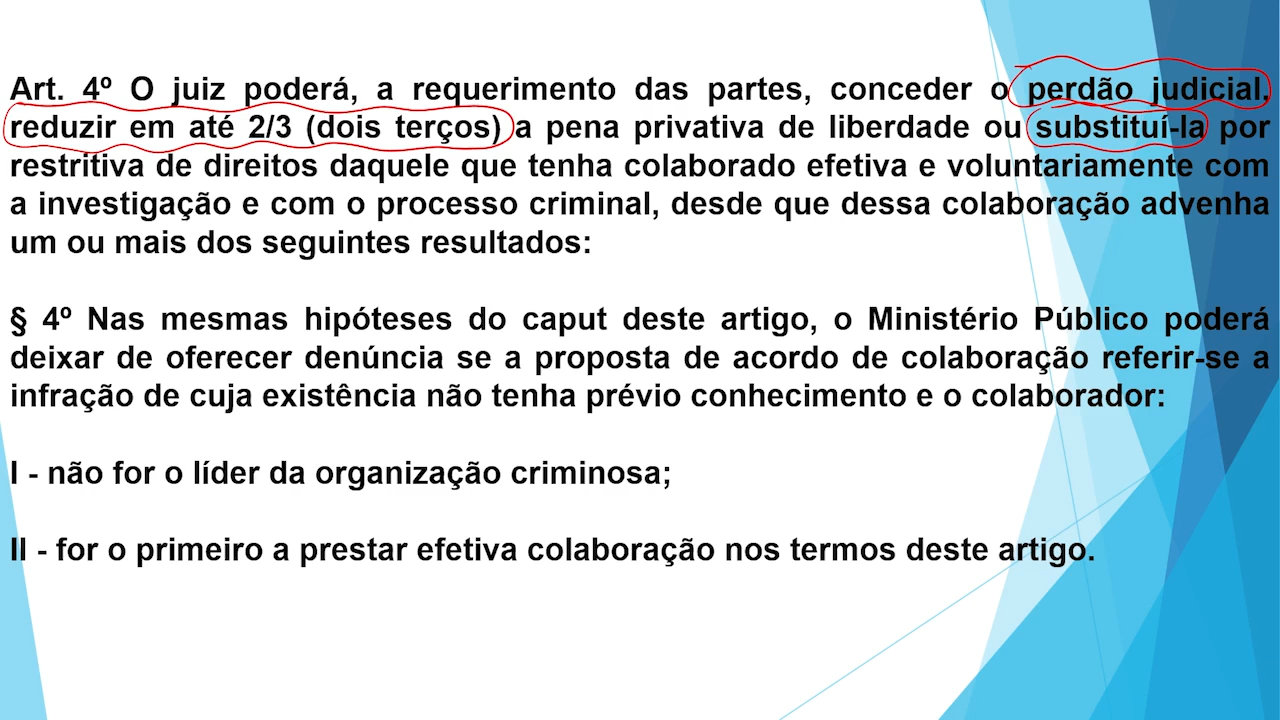 Art. 4º O juiz poderá, a requerimento das partes, conceder o perdão judicial,
reduzir em até 2/3 (dois terços) a pena privativa de liberdade ou substituí-la por
restritiva de direitos daquele que tenha colaborado efetiva e voluntariamente com
a investigação e com o processo criminal, desde que dessa colaboração advenha
um ou mais dos seguintes resultados:
§ 4º Nas mesmas hipóteses do caput deste artigo, o Ministério Público poderá
deixar de oferecer denúncia se a proposta de acordo de colaboração referir-se a
infração de cuja existência não tenha prévio conhecimento e o colaborador:
I - não for o líder da organização criminosa;
II - for o primeiro a prestar efetiva colaboração nos termos deste artigo.